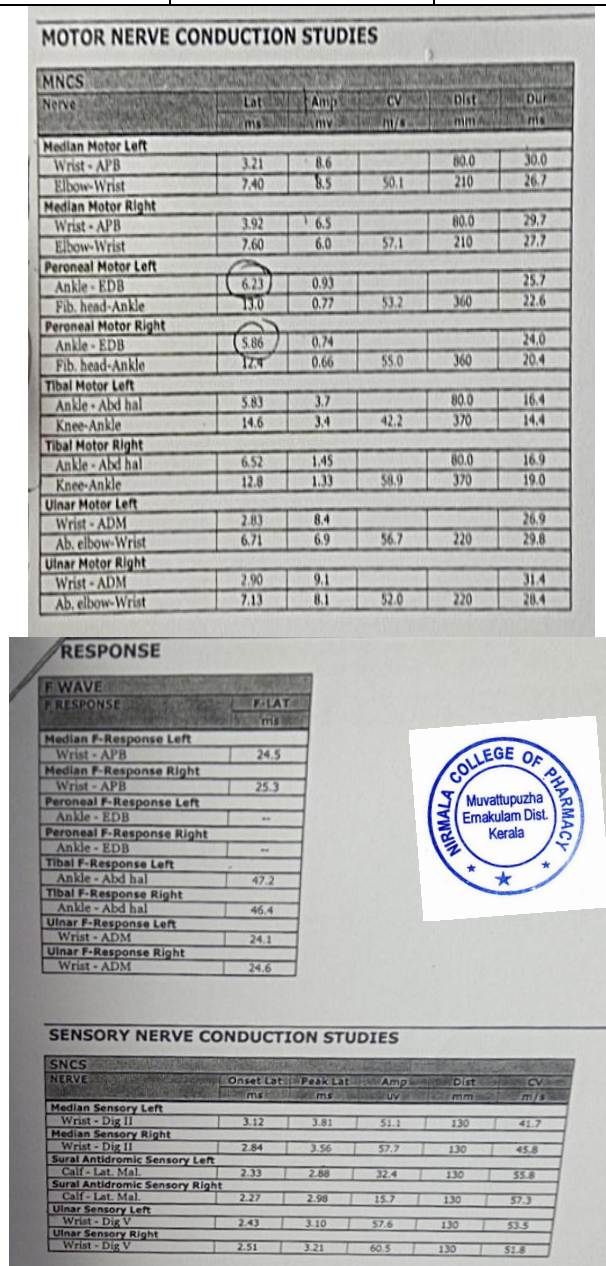 MOTOR NERVE CONDUCTION STUDIES
MNCS
Nerve Lat Amp CV Dist Dur
ms mv m/s mm ms
Median Motor Left
Wrist - APB 3.21 8.6 80.0 30.0
Elbow-Wrist 7.40 8.5 50.1 210 26.7
Median Motor Right
Wrist - APB 3.92 6.5 80.0 29.7
Elbow-Wrist 7.60 6.0 57.1 210 27.7
Peroneal Motor Left
Ankle - EDB 6.23 0.93 25.7
Fib. head-Ankle 13.0 0.77 53.2 360 22.6
Peroneal Motor Right
Ankle - EDB 5.86 0.74 24.0
Fib. head-Ankle 12.4 0.66 55.0 360 20.4
Tibal Motor Left
Ankle - Abd hal 5.83 3.7 80.0 16.4
Knee-Ankle 14.6 3.4 42.2 370 14.4
Tibal Motor Right
Ankle - Abd hal 6.52 1.45 80.0 16.9
Knee-Ankle 12.8 1.33 58.9 370 19.0
Ulnar Motor Left
Wrist - ADM 2.83 8.4 26.9
Ab. elbow-Wrist 6.71 6.9 56.7 220 29.8
Ulnar Motor Right
Wrist - ADM 2.90 9.1 31.4
Ab. elbow-Wrist 7.13 8.1 52.0 220 28.4
RESPONSE
F WAVE
F RESPONSE F-LAT
ms
Median F-Response Left
Wrist - APB 24.5
Median F-Response Right
Wrist - APB 25.3
Peroneal F-Response Left
Ankle - EDB --
Peroneal F-Response Right
Ankle - EDB --
Tibal F-Response Left
Ankle - Abd hal 47.2
Tibal F-Response Right
Ankle - Abd hal 46.4
Ulnar F-Response Left
Wrist - ADM 24.1
Ulnar F-Response Right
Wrist - ADM 24.6
NIRMALA COLLEGE OF PHARMACY
Muvattupuzha
Ernakulam Dist.
Kerala
SENSORY NERVE CONDUCTION STUDIES
SNCS
NERVE Onset Lat Peak Lat Amp Dist CV
ms ms uv mm m/s
Median Sensory Left
Wrist - Dig II 3.12 3.81 51.1 130 41.7
Median Sensory Right
Wrist - Dig II 2.84 3.56 57.7 130 45.8
Sural Antidromic Sensory Left
Calf - Lat. Mal. 2.33 2.88 32.4 130 55.8
Sural Antidromic Sensory Right
Calf - Lat. Mal. 2.27 2.98 15.7 130 57.3
Ulnar Sensory Left
Wrist - Dig V 2.43 3.10 57.6 130 53.5
Ulnar Sensory Right
Wrist - Dig V 2.51 3.21 60.5 130 51.8